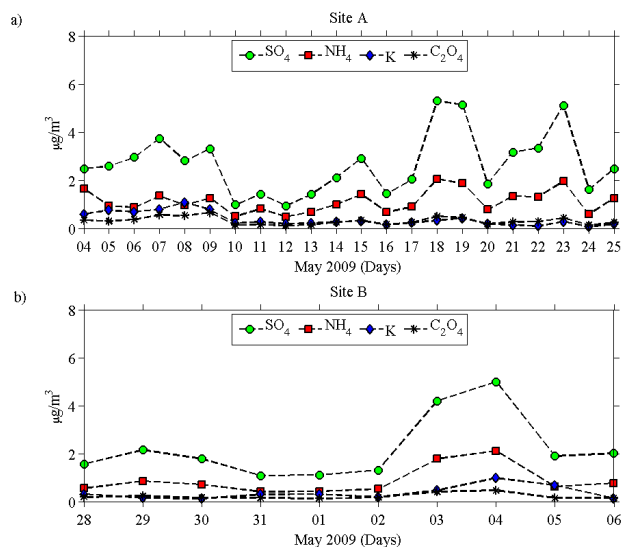 a)
Site A
8
6
4
2
0
μg/m³
SO₄ NH₄ K C₂O₄
04 05 06 07 08 09 10 11 12 13 14 15 16 17 18 19 20 21 22 23 24 25
May 2009 (Days)
b)
Site B
8
6
4
2
0
μg/m³
SO₄ NH₄ K C₂O₄
28 29 30 31 01 02 03 04 05 06
May 2009 (Days)